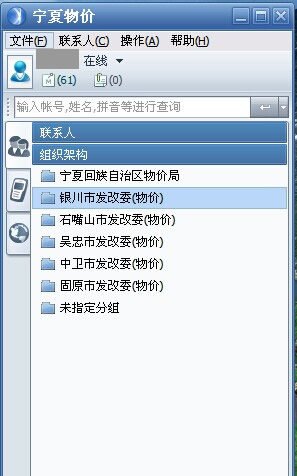 宁夏物价
文件(F) 联系人(C) 操作(A) 帮助(H)
在线
(61) (0)
输入帐号,姓名,拼音等进行查询
联系人
组织架构
宁夏回族自治区物价局
银川市发改委(物价)
石嘴山市发改委(物价)
吴忠市发改委(物价)
中卫市发改委(物价)
固原市发改委(物价)
未指定分组